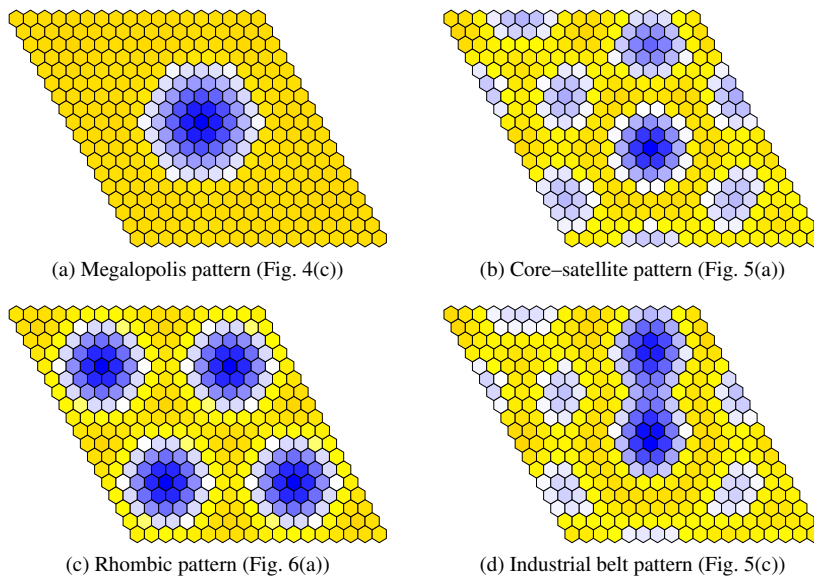 (a) Megalopolis pattern (Fig. 4(c))
(b) Core–satellite pattern (Fig. 5(a))
(c) Rhombic pattern (Fig. 6(a))
(d) Industrial belt pattern (Fig. 5(c))